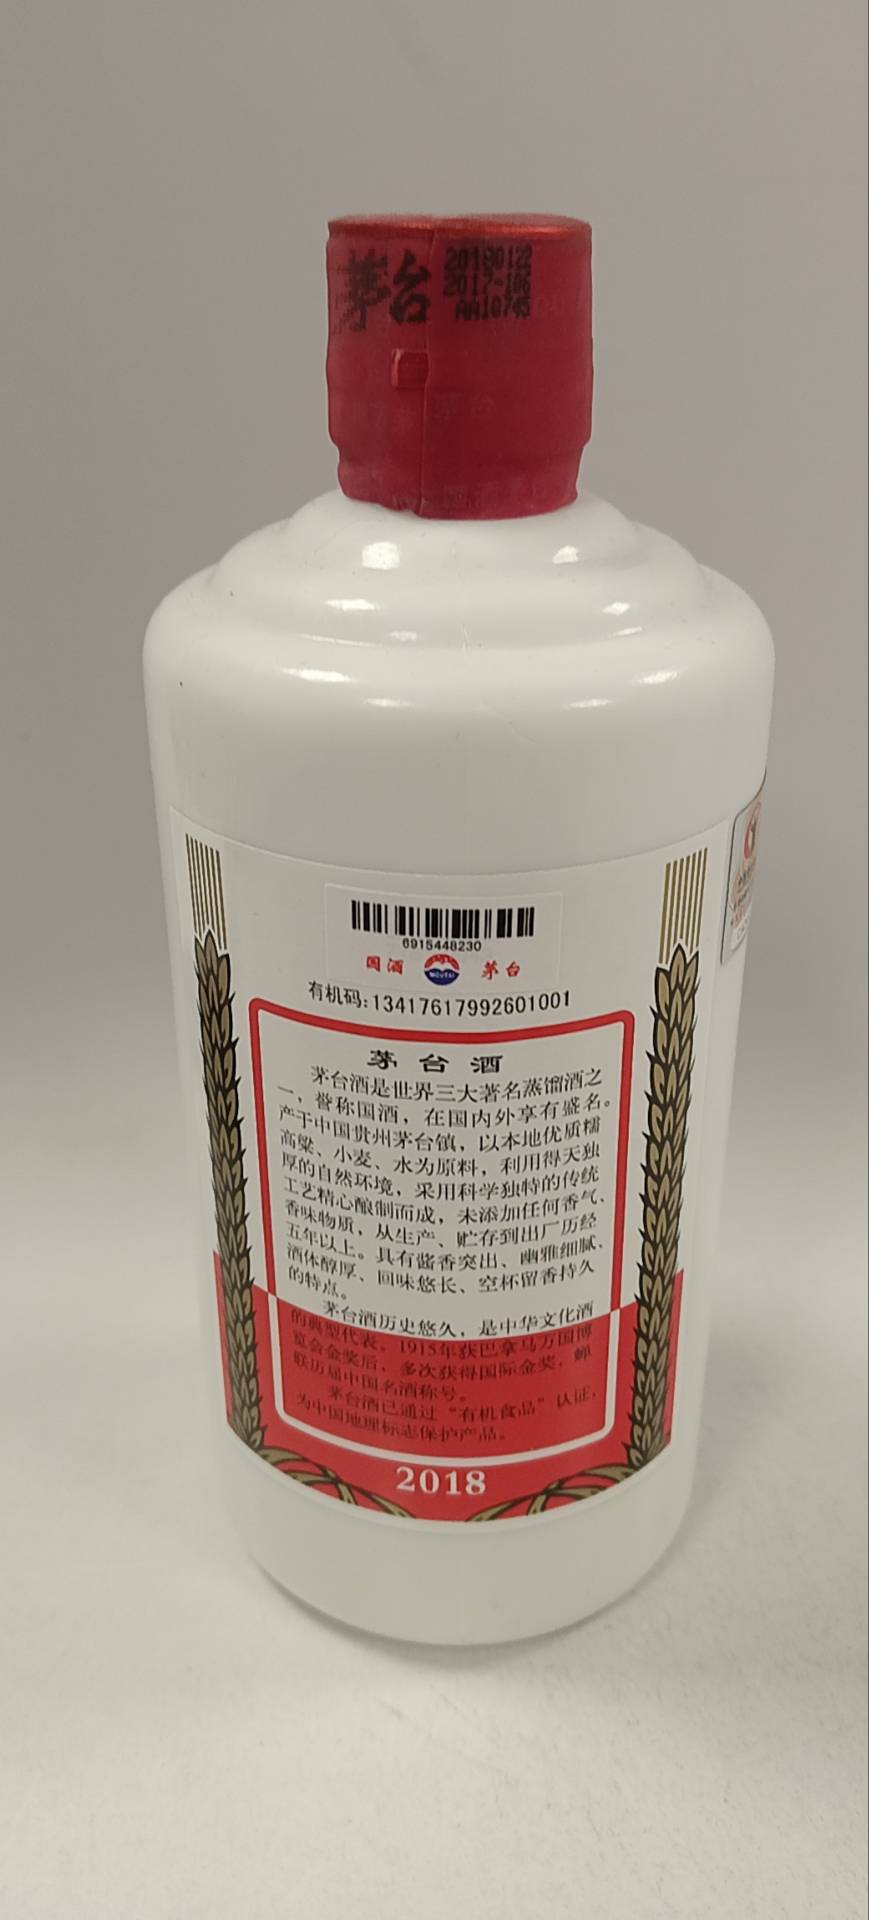 茅台
20180122
2017-106
AA10745
6915448230
国酒 MOUTAI 茅台
有机码:13417617992601001
茅台酒
茅台酒是世界三大著名蒸馏酒之
一，誉称国酒，在国内外享有盛名。
产于中国贵州茅台镇，以本地优质糯
高粱、小麦、水为原料，利用得天独
厚的自然环境，采用科学独特的传统
工艺精心酿制而成，未添加任何香气、
香味物质，从生产、贮存到出厂历经
五年以上。具有酱香突出、幽雅细腻、
酒体醇厚、回味悠长、空杯留香持久
的特点。
茅台酒历史悠久，是中华文化酒
的典型代表。1915年获巴拿马万国博
览会金奖后，多次获得国际金奖，蝉
联历届中国名酒称号。
茅台酒已通过“有机食品”认证，
为中国地理标志保护产品。
2018